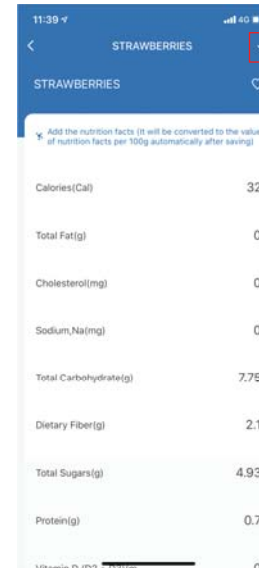 11:39
4G
STRAWBERRIES
STRAWBERRIES
Add the nutrition facts (It will be converted to the value
of nutrition facts per 100g automatically after saving)
Calories(Cal) 32
Total Fat(g) 0
Cholesterol(mg) 0
Sodium,Na(mg) 0
Total Carbohydrate(g) 7.75
Dietary Fiber(g) 2.1
Total Sugars(g) 4.93
Protein(g) 0.7
Vitamin D